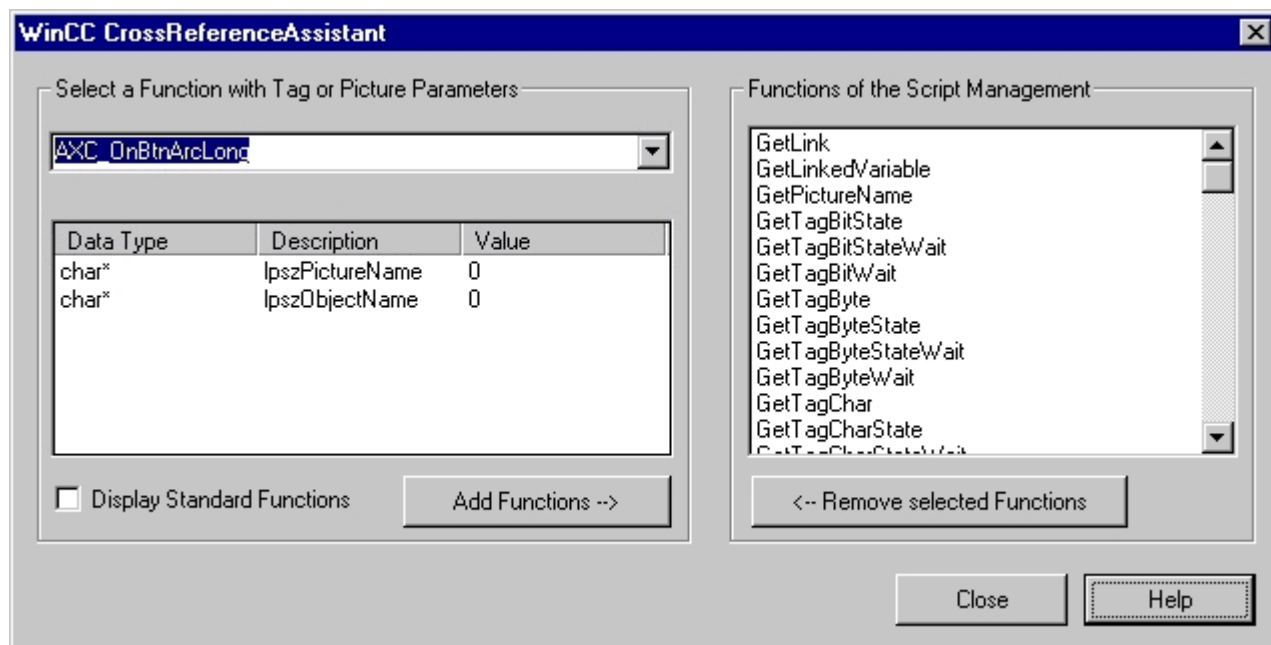 WinCC CrossReferenceAssistant
Select a Function with Tag or Picture Parameters
AXC_OnBtnArcLong
Data Type Description Value
char* lpszPictureName 0
char* lpszObjectName 0
Display Standard Functions
Add Functions -->
Functions of the Script Management
GetLink
GetLinkedVariable
GetPictureName
GetTagBitState
GetTagBitStateWait
GetTagBitWait
GetTagByte
GetTagByteState
GetTagByteStateWait
GetTagByteWait
GetTagChar
GetTagCharState
GetTagCharStateWait
<-- Remove selected Functions
Close
Help